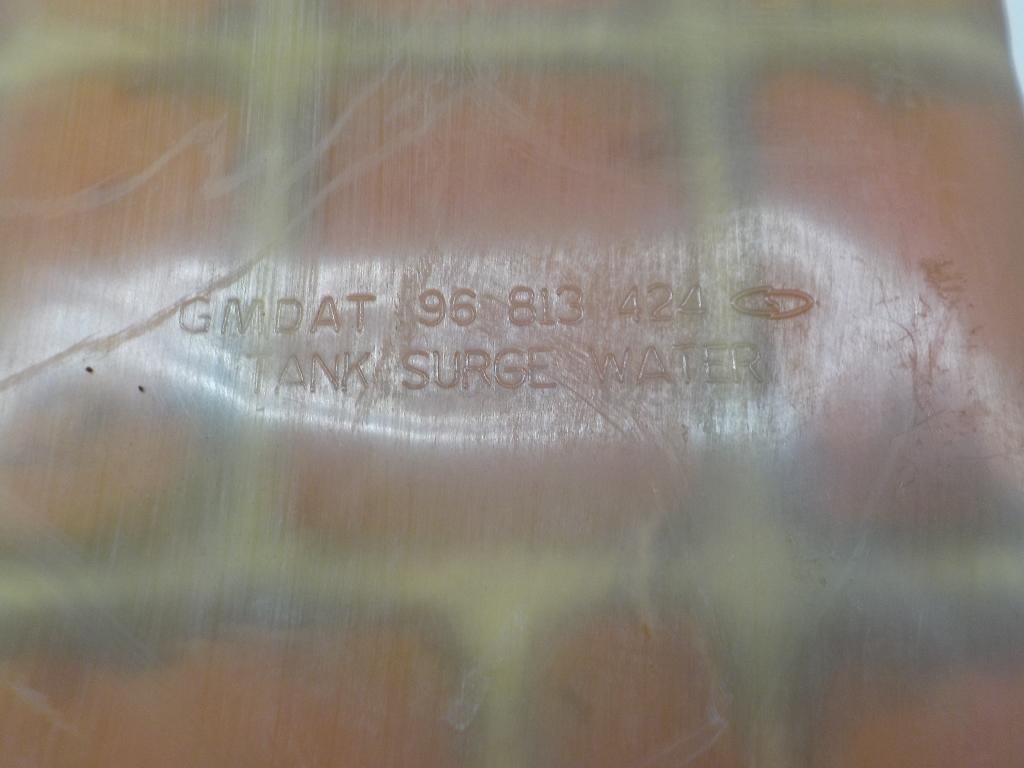 GMDAT 96 813 424
TANK SURGE WATER